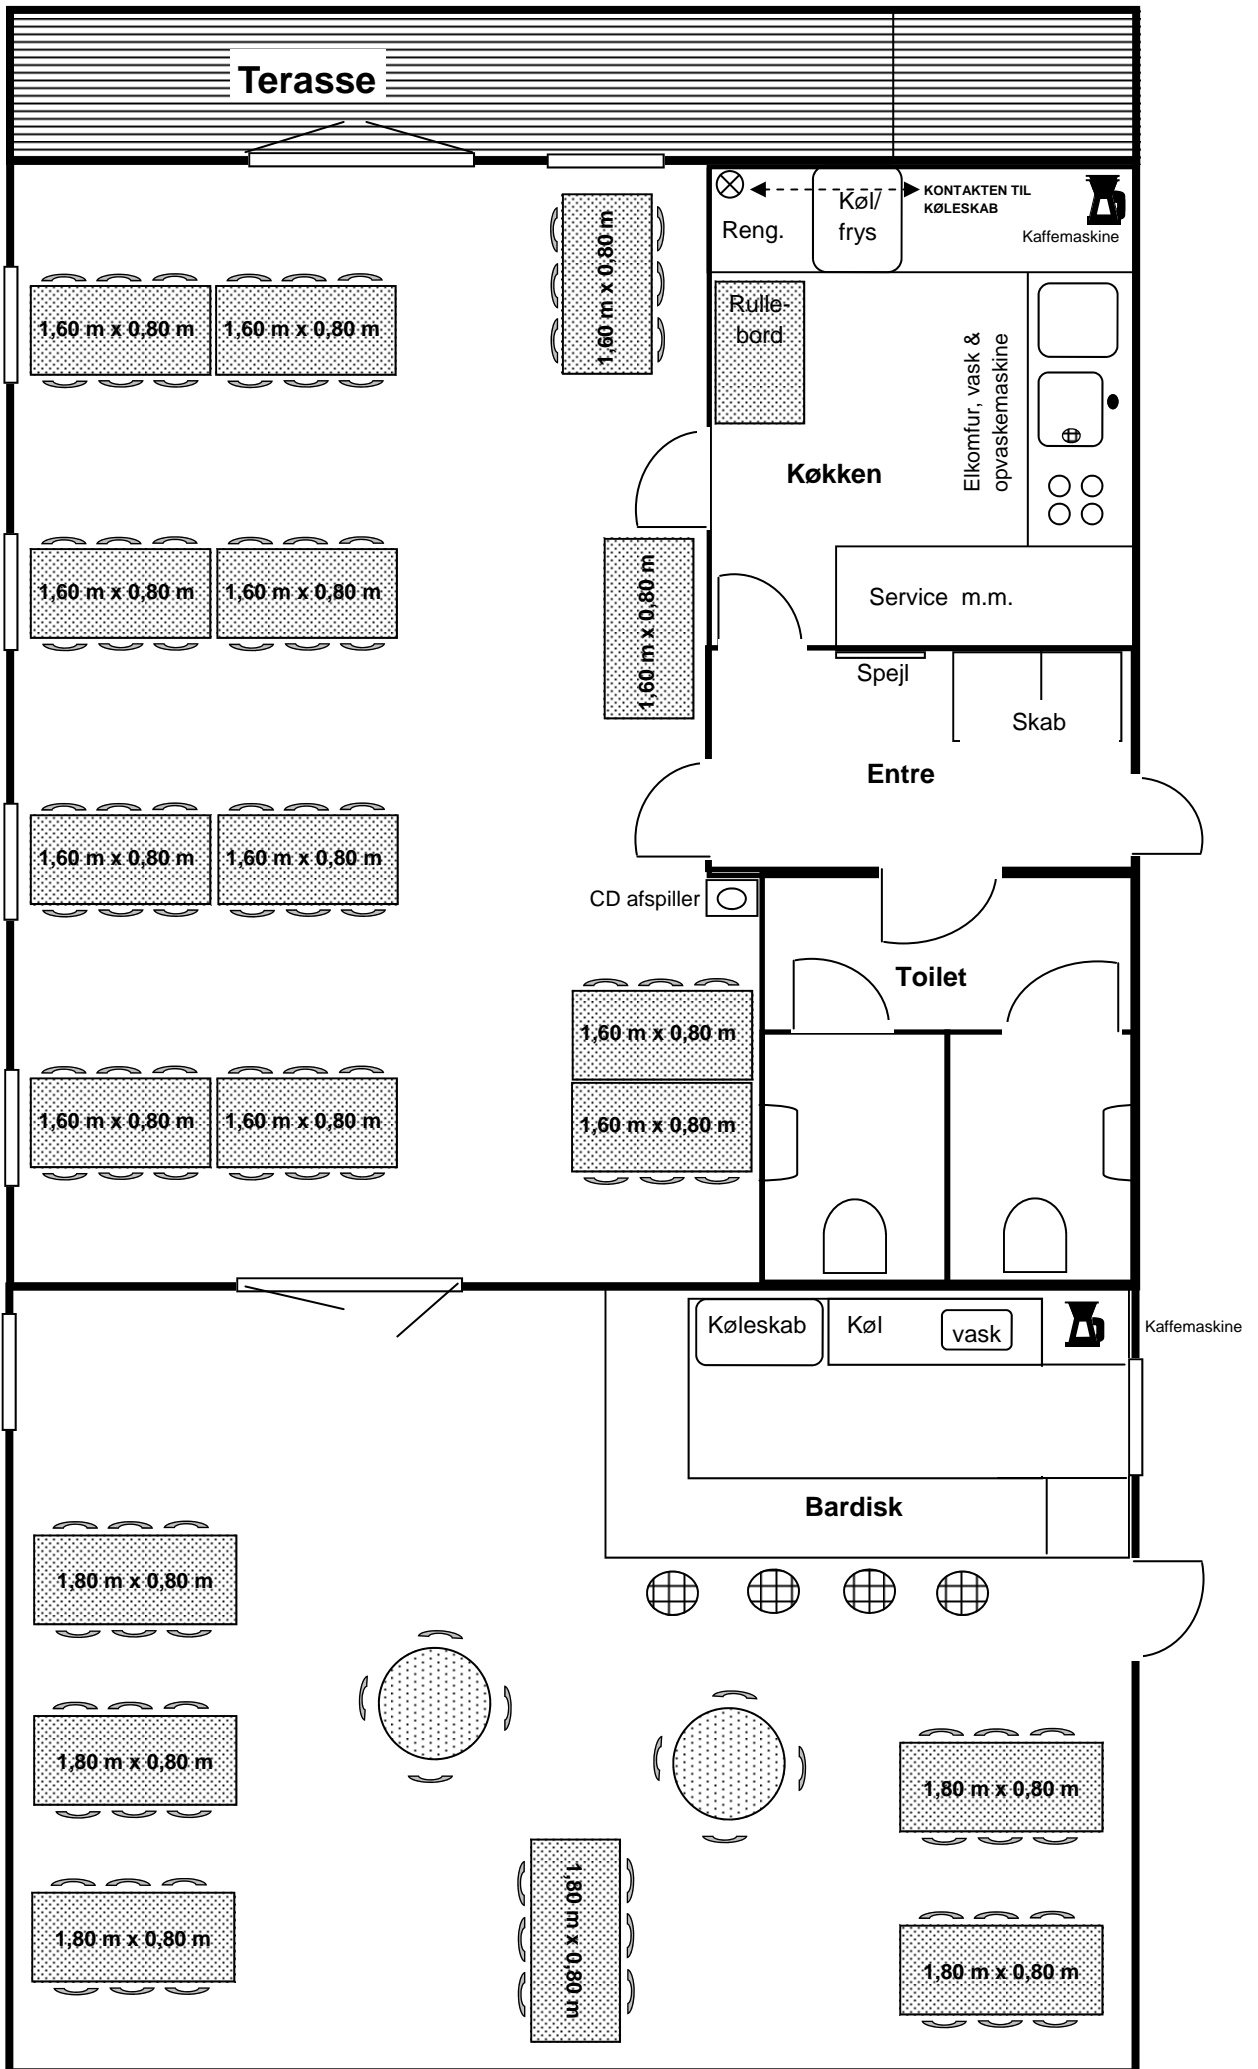 Terasse
KONTAKTEN TIL
KØLESKAB
Køl/
frys
Reng.
Kaffemaskine
1,60 m x 0,80 m
1,60 m x 0,80 m
1,60 m x 0,80 m
Rulle-
bord
Elkomfur, vask &
opvaskemaskine
Køkken
1,60 m x 0,80 m
1,60 m x 0,80 m
1,60 m x 0,80 m
Service m.m.
Spejl
Skab
Entre
1,60 m x 0,80 m
1,60 m x 0,80 m
CD afspiller
Toilet
1,60 m x 0,80 m
1,60 m x 0,80 m
1,60 m x 0,80 m
1,60 m x 0,80 m
Køleskab
Køl
vask
Kaffemaskine
Bardisk
1,80 m x 0,80 m
1,80 m x 0,80 m
1,80 m x 0,80 m
1,80 m x 0,80 m
1,80 m x 0,80 m
1,80 m x 0,80 m